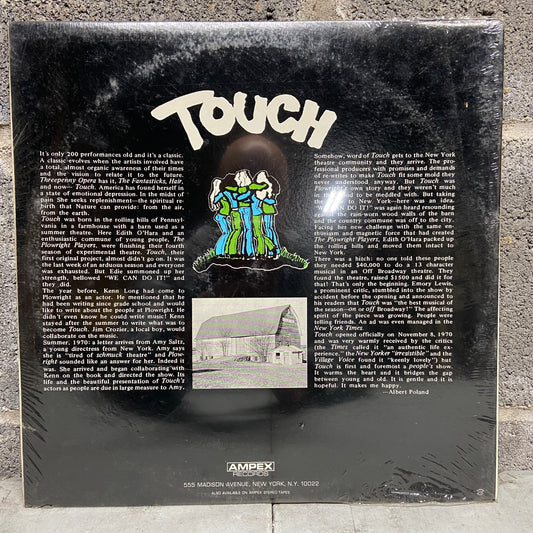 TOUCH
It's only 200 performances old and it's a classic.
A classic evolves when the artists involved have
a total, almost organic awareness of their times
and the vision to relate it to the future.
Threepenny Opera has it, The Fantasticks, Hair,
and now— Touch. America has found herself in
a state of emotional depression. In the midst of
pain She seeks replenishment—the spiritual re-
birth that Nature can provide: from the air,
from the earth.
Touch was born in the rolling hills of Pennsyl-
vania in a farmhouse with a barn used as a
summer theatre. Here Edith O'Hara and an
enthusiastic commune of young people, The
Plowright Players, were finishing their fourth
season of experimental theatre. Touch, their
first original project, almost didn't go on. It was
the last week of an arduous season and everyone
was exhausted. But Edie summoned up her
strength, bellowed "WE CAN DO IT!" and
they did.
The year before, Kenn Long had come to
Plowright as an actor. He mentioned that he
had been writing since grade school and would
like to write about the people at Plowright. He
didn't even know he could write music! Kenn
stayed after the summer to write what was to
become Touch. Jim Crozier, a local boy, would
collaborate on the music.
Summer, 1970: a letter arrives from Amy Saltz,
a young directress from New York. Amy says
she is "tired of schmuck theatre" and Plow-
right sounded like an answer for her. Indeed it
was. She arrived and began collaborating with
Kenn on the book and directed the show. Its
life and the beautiful presentation of Touch's
actors as people are due in large measure to Amy.
Somehow, word of Touch gets to the New York
theatre community and they arrive. The pro-
fessional producers with promises and demands
of re-writes to make Touch fit some mold they
never understood anyway. But Touch was
Plowright's own story and they weren't much
in the mood to be meddled with. But taking
the show to New York—here was an idea.
"WE CAN DO IT!" was again heard resounding
against the rain-worn wood walls of the barn
and the country commune was off to the city.
Facing her new challenge with the same en-
thusiasm and magnetic force that had created
The Plowright Players, Edith O'Hara packed up
the rolling hills and moved them intact to
New York.
There was a hitch: no one told these people
they needed $40,000 to do a 13 character
musical in an Off Broadway theatre. They
found the theatre, raised $1500 and did it for
that! That's only the beginning. Emory Lewis,
a prominent critic, stumbled into the show by
accident before the opening and announced to
his readers that Touch was "the best musical of
the season—on or off Broadway!" The affecting
spirit was a piece that was growing. People were
telling friends. An ad was even managed in the
New York Times.
Touch opened officially on November 8, 1970
and was very warmly received by the critics
(the Times called it "an authentic life ex-
perience," the New Yorker "irresistible" and the
Village Voice found it "keenly lovely") but
Touch is first and foremost a people's show.
It warms the heart and it bridges the gap
between young and old. It is gentle and it is
hopeful. It makes me happy.
—Albert Poland
AMPEX
RECORDS
555 MADISON AVENUE, NEW YORK, N.Y. 10022
ALSO AVAILABLE ON AMPEX STEREO TAPES